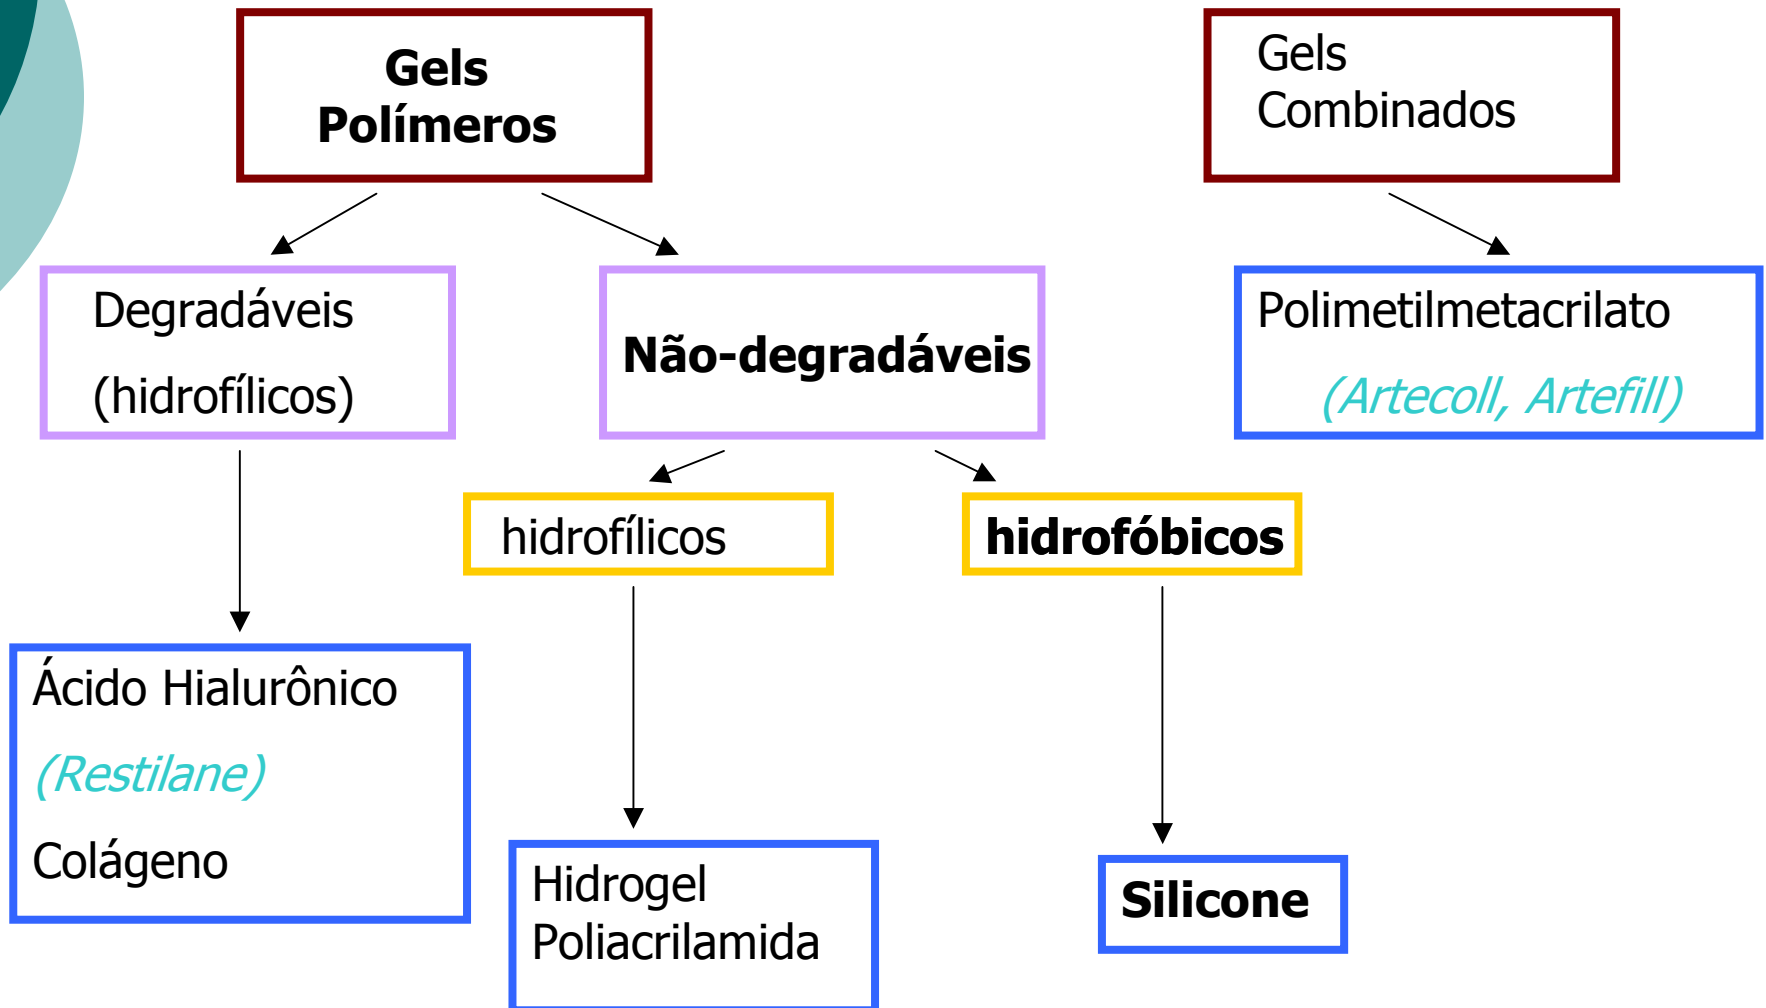 Gels
Polímeros
Gels
Combinados
Degradáveis
(hidrofílicos)
Não-degradáveis
Polimetilmetacrilato
(Artecoll, Artefill)
hidrofílicos
hidrofóbicos
Ácido Hialurônico
(Restilane)
Colágeno
Hidrogel
Poliacrilamida
Silicone